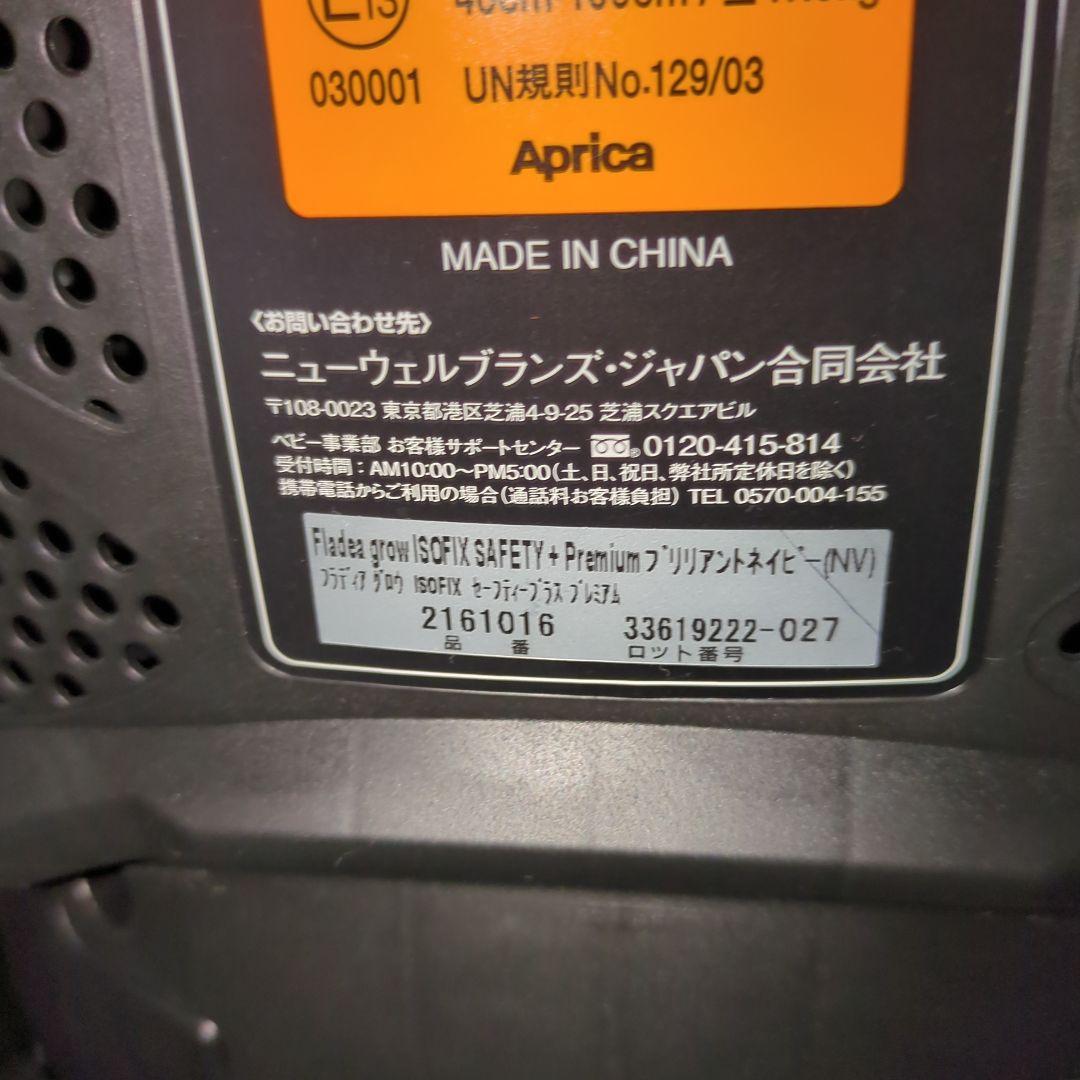 E13
030001 UN規則No.129/03
Aprica
MADE IN CHINA
〈お問い合わせ先〉
ニューウェルブランズ・ジャパン合同会社
〒108-0023 東京都港区芝浦4-9-25 芝浦スクエアビル
ベビー事業部 お客様サポートセンター 0120-415-814
受付時間：AM10:00〜PM5:00(土、日、祝日、弊社所定休日を除く)
携帯電話からご利用の場合(通話料お客様負担) TEL 0570-004-155
Fladea grow ISOFIX SAFETY + Premium ブリリアントネイビー(NV)
フラディア グロウ ISOFIX セーフティープラス プレミアム
2161016 33619222-027
品番 ロット番号